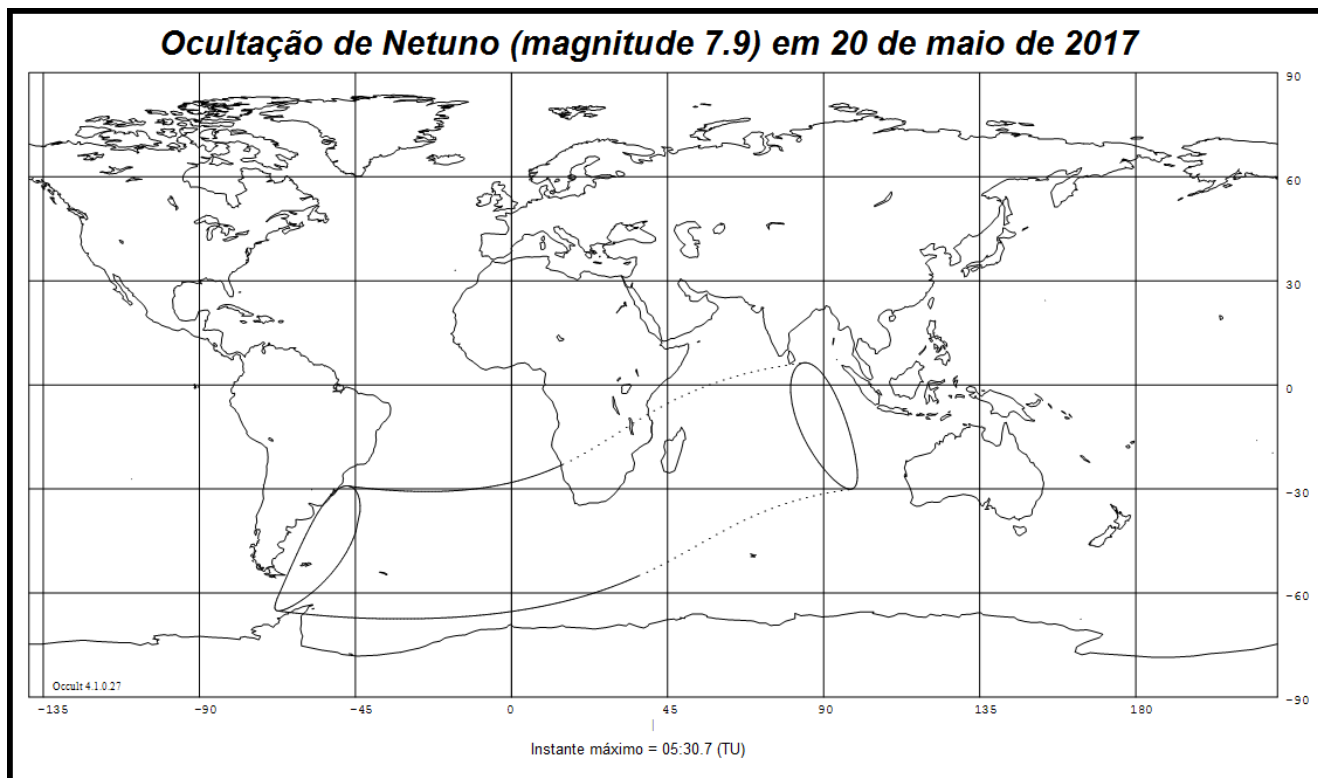 Ocultação de Netuno (magnitude 7.9) em 20 de maio de 2017
90
60
30
0
-30
-60
-90
Occult 4.1.0.27
-135 -90 -45 0 45 90 135 180
Instante máximo = 05:30.7 (TU)